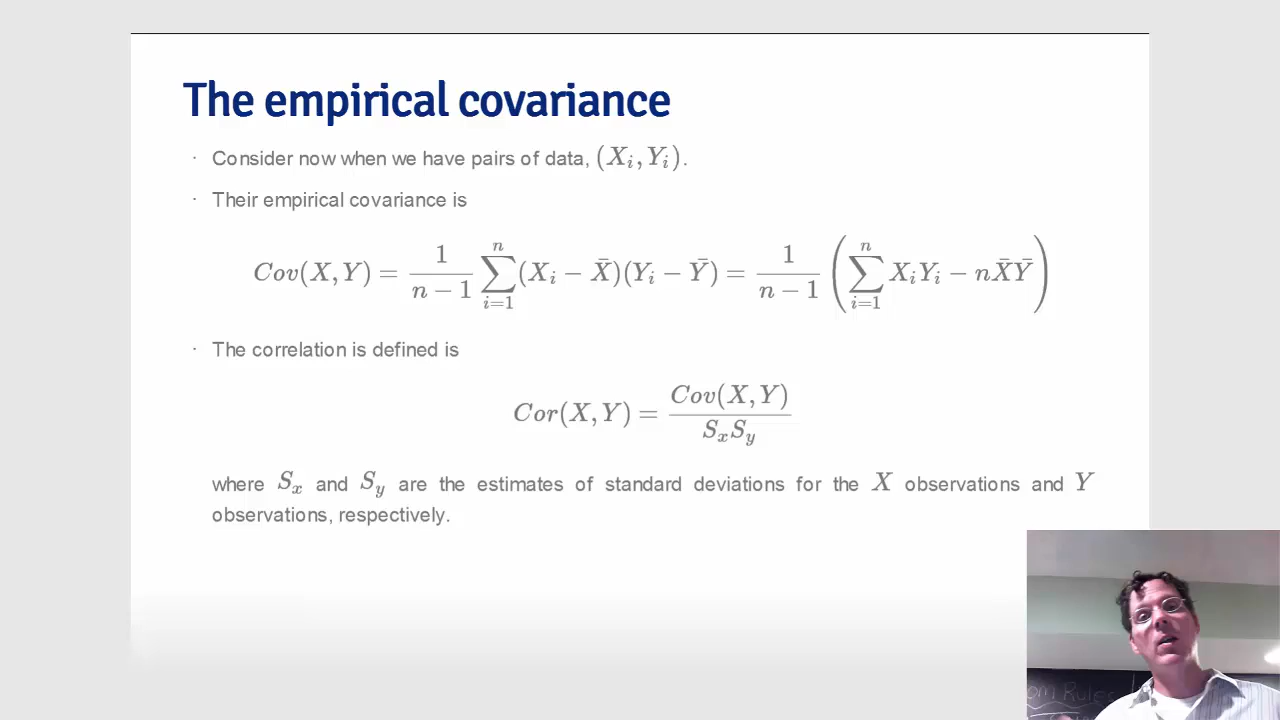 The empirical covariance
· Consider now when we have pairs of data, (Xᵢ, Yᵢ).
· Their empirical covariance is
Cov(X, Y) = \frac{1}{n − 1} \sum_{i=1}^{n} (X_i − \bar{X})(Y_i − \bar{Y}) = \frac{1}{n − 1} \left( \sum_{i=1}^{n} X_i Y_i − n\bar{X}\bar{Y} \right)
· The correlation is defined is
Cor(X, Y) = \frac{Cov(X, Y)}{S_x S_y}
where S_x and S_y are the estimates of standard deviations for the X observations and Y
observations, respectively.
Rules